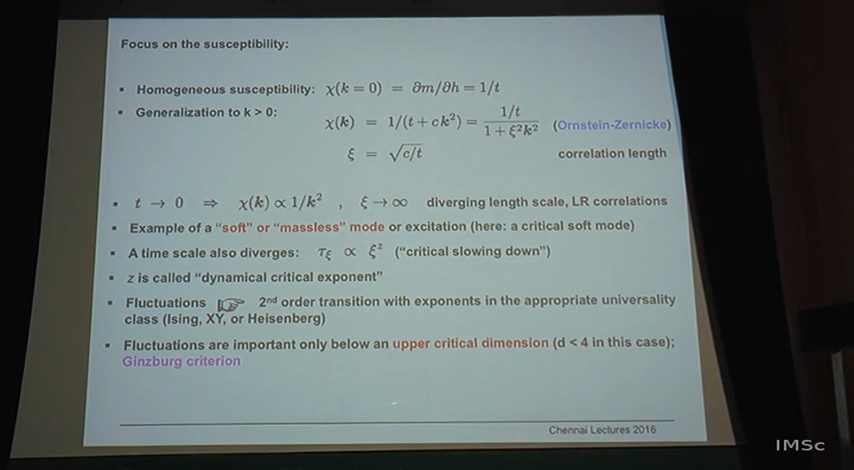 Focus on the susceptibility:
▪ Homogeneous susceptibility: χ(k = 0) = ∂m/∂h = 1/t
▪ Generalization to k > 0:
χ(k) = 1/(t + ck²) = (1/t)/(1 + ξ²k²) (Ornstein-Zernicke)
ξ = √(c/t) correlation length
▪ t → 0 ⇒ χ(k) ∝ 1/k² , ξ → ∞ diverging length scale, LR correlations
▪ Example of a "soft" or "massless" mode or excitation (here: a critical soft mode)
▪ A time scale also diverges: τ_ξ ∝ ξ^z ("critical slowing down")
▪ z is called "dynamical critical exponent"
▪ Fluctuations ☞ 2nd order transition with exponents in the appropriate universality
class (Ising, XY, or Heisenberg)
▪ Fluctuations are important only below an upper critical dimension (d < 4 in this case);
Ginzburg criterion
Chennai Lectures 2016
IMSc